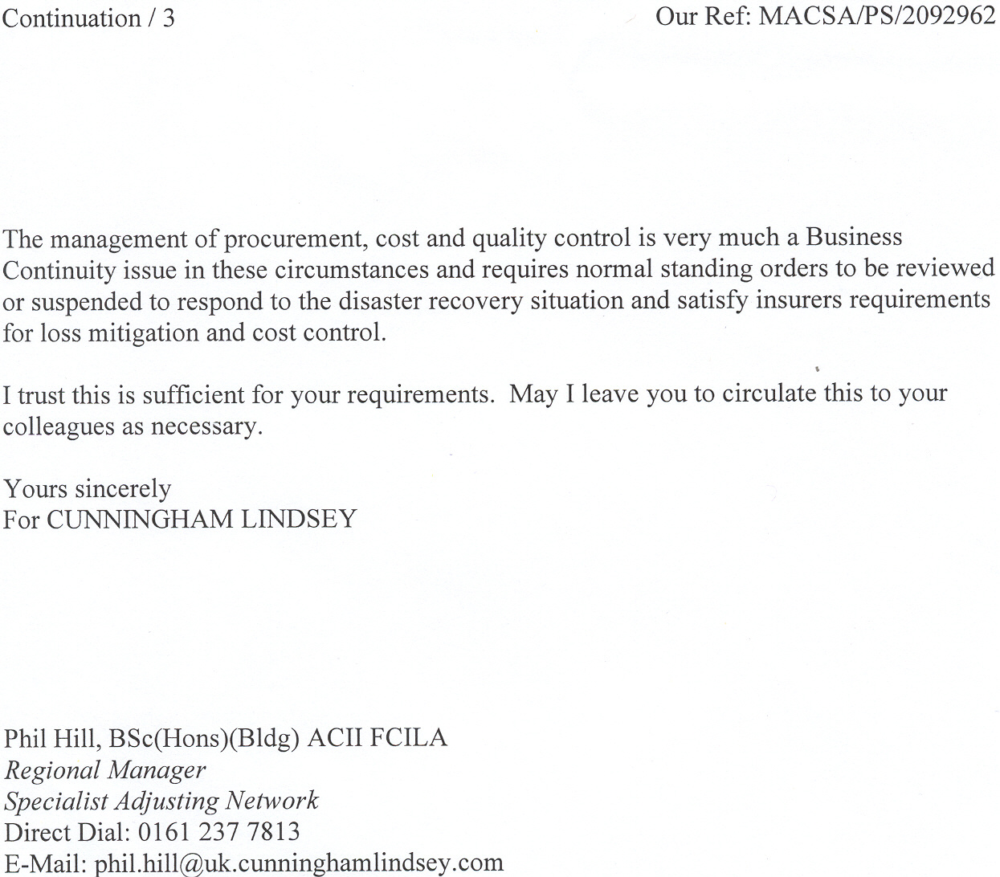 Continuation / 3 Our Ref: MACSA/PS/2092962
The management of procurement, cost and quality control is very much a Business
Continuity issue in these circumstances and requires normal standing orders to be reviewed
or suspended to respond to the disaster recovery situation and satisfy insurers requirements
for loss mitigation and cost control.
I trust this is sufficient for your requirements.  May I leave you to circulate this to your
colleagues as necessary.
Yours sincerely
For CUNNINGHAM LINDSEY
Phil Hill, BSc(Hons)(Bldg) ACII FCILA
Regional Manager
Specialist Adjusting Network
Direct Dial: 0161 237 7813
E-Mail: phil.hill@uk.cunninghamlindsey.com